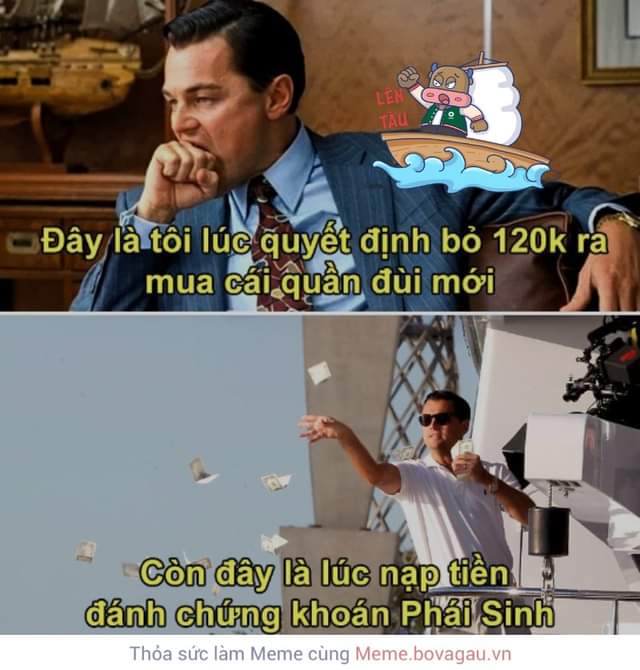 LÊN
TÀU
Đây là tôi lúc quyết định bỏ 120k ra
mua cái quần đùi mới
Còn đây là lúc nạp tiền
đánh chứng khoán Phái Sinh
Thỏa sức làm Meme cùng Meme.bovagau.vn